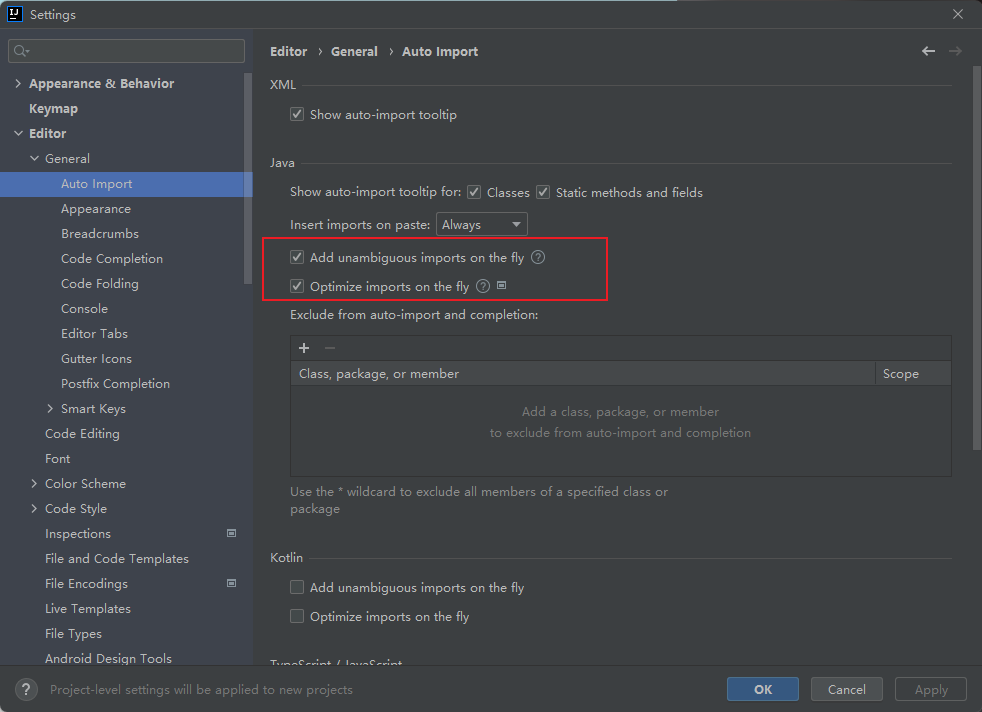 Settings
Appearance & Behavior
Keymap
Editor
General
Auto Import
Appearance
Breadcrumbs
Code Completion
Code Folding
Console
Editor Tabs
Gutter Icons
Postfix Completion
Smart Keys
Code Editing
Font
Color Scheme
Code Style
Inspections
File and Code Templates
File Encodings
Live Templates
File Types
Android Design Tools
Editor › General › Auto Import
XML
Show auto-import tooltip
Java
Show auto-import tooltip for: Classes Static methods and fields
Insert imports on paste: Always
Add unambiguous imports on the fly ?
Optimize imports on the fly ?
Exclude from auto-import and completion:
Class, package, or member Scope
Add a class, package, or member
to exclude from auto-import and completion
Use the * wildcard to exclude all members of a specified class or
package
Kotlin
Add unambiguous imports on the fly
Optimize imports on the fly
TypeScript / JavaScript
? Project-level settings will be applied to new projects
OK Cancel Apply